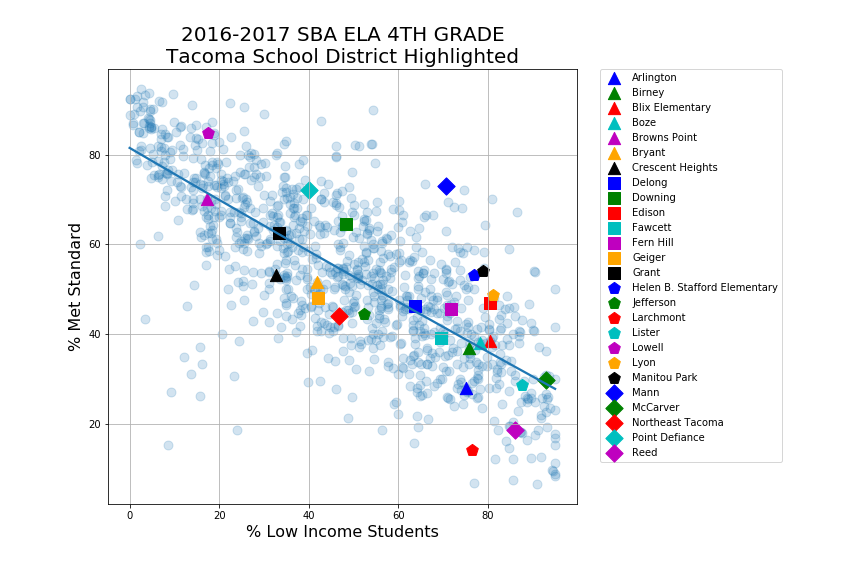 2016-2017 SBA ELA 4TH GRADE
Tacoma School District Highlighted
% Met Standard
80
60
40
20
0
20
40
60
80
% Low Income Students
Arlington
Birney
Blix Elementary
Boze
Browns Point
Bryant
Crescent Heights
Delong
Downing
Edison
Fawcett
Fern Hill
Geiger
Grant
Helen B. Stafford Elementary
Jefferson
Larchmont
Lister
Lowell
Lyon
Manitou Park
Mann
McCarver
Northeast Tacoma
Point Defiance
Reed